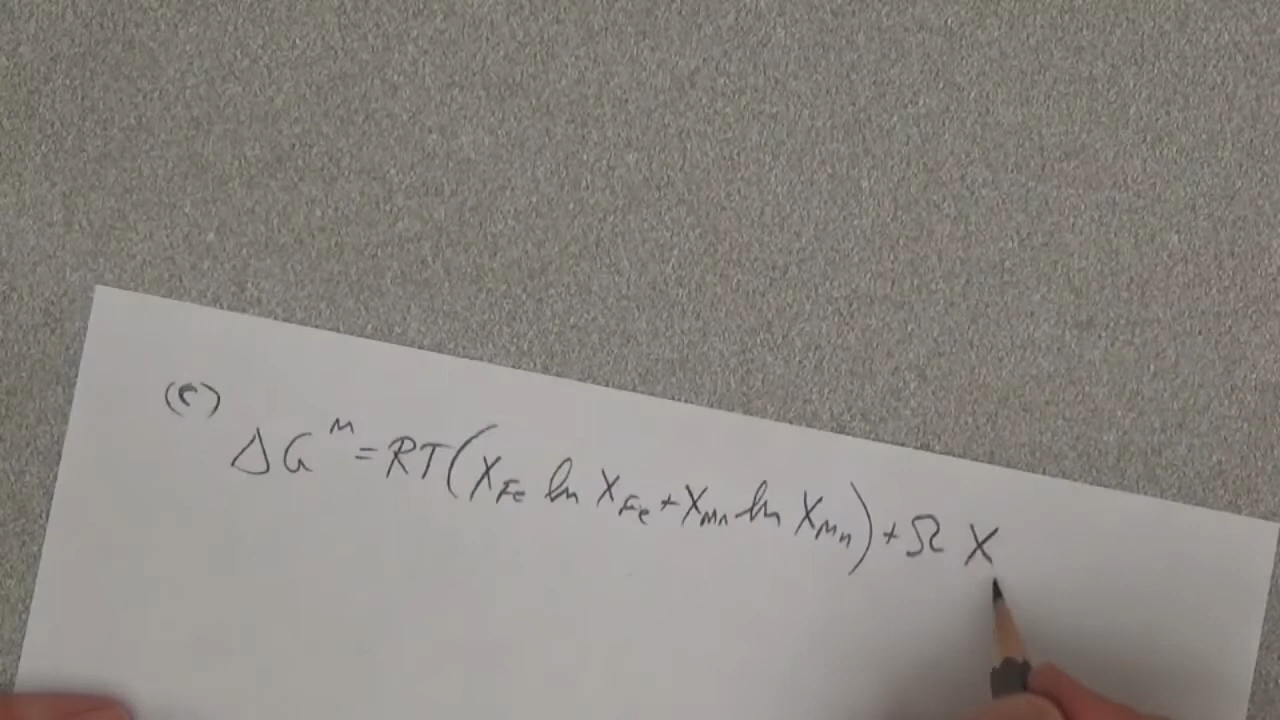 (c)
ΔG^M = RT(X_Fe ln X_Fe + X_Mn ln X_Mn) + Ω X